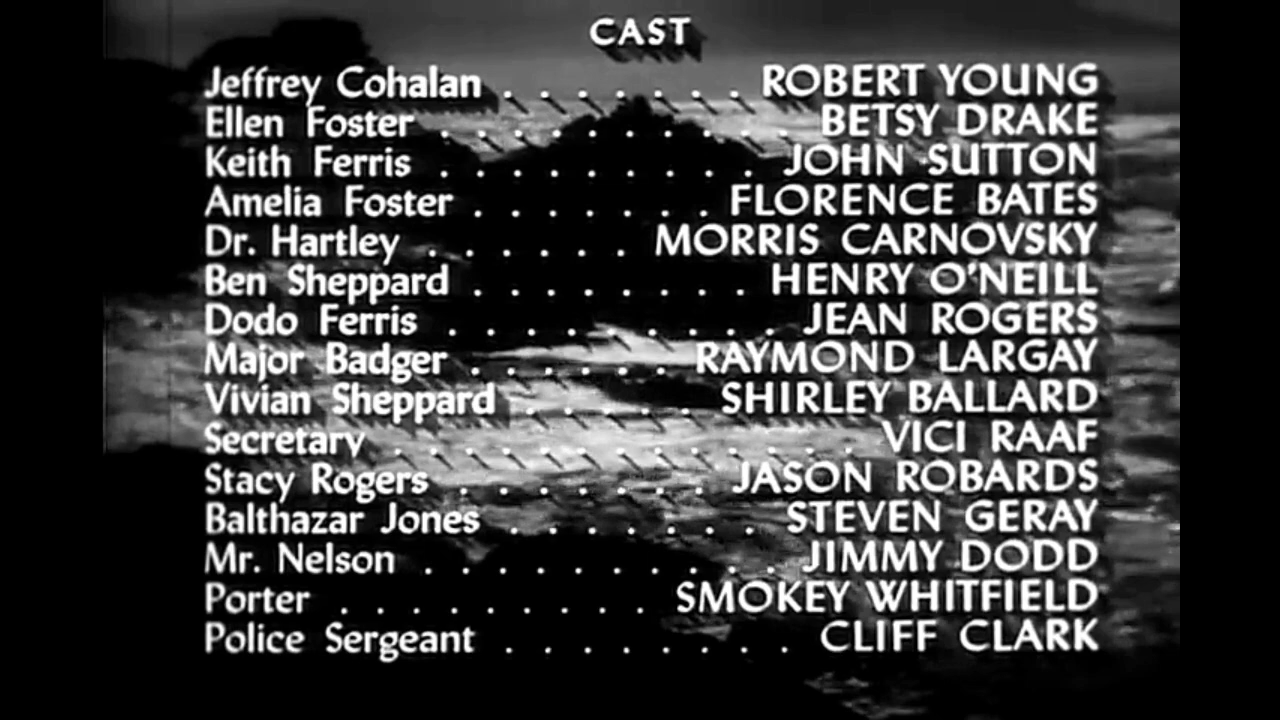 CAST
Jeffrey Cohalan . . . . . . . ROBERT YOUNG
Ellen Foster . . . . . . . . . . BETSY DRAKE
Keith Ferris . . . . . . . . . JOHN SUTTON
Amelia Foster . . . . . . . FLORENCE BATES
Dr. Hartley . . . . . . MORRIS CARNOVSKY
Ben Sheppard . . . . . . . . HENRY O'NEILL
Dodo Ferris . . . . . . . . . JEAN ROGERS
Major Badger . . . . . . RAYMOND LARGAY
Vivian Sheppard . . . . . SHIRLEY BALLARD
Secretary . . . . . . . . . . . . VICI RAAF
Stacy Rogers . . . . . . . JASON ROBARDS
Balthazar Jones . . . . . . . STEVEN GERAY
Mr. Nelson . . . . . . . . . JIMMY DODD
Porter . . . . . . . . . SMOKEY WHITFIELD
Police Sergeant . . . . . . . . CLIFF CLARK